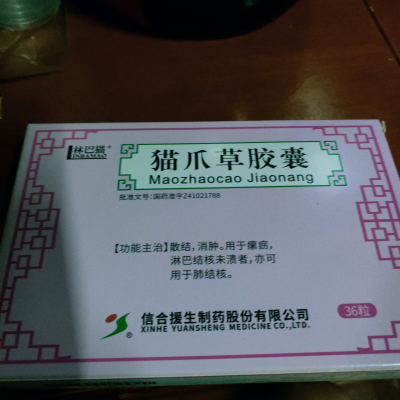 林巴猫®
LINBAMAO
猫爪草胶囊
Maozhaocao Jiaonang
批准文号:国药准字Z41021788
【功能主治】散结,消肿。用于瘰疬,
淋巴结核未溃者,亦可
用于肺结核。
信合援生制药股份有限公司
XINHE YUANSHENG MEDICINE CO.,LTD.
36粒